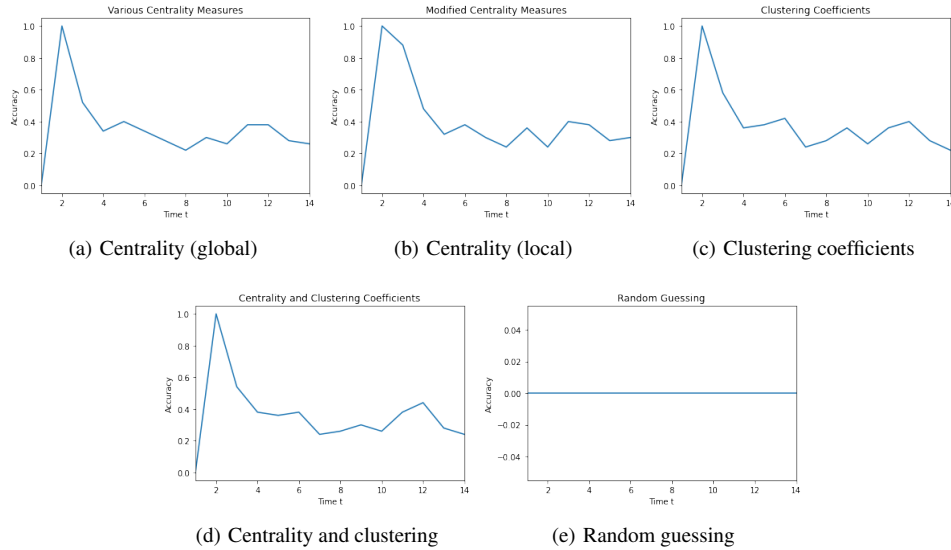 Various Centrality Measures
Accuracy
1.0
0.8
0.6
0.4
0.2
0.0
2 4 6 8 10 12 14
Time t
(a) Centrality (global)
Modified Centrality Measures
Accuracy
1.0
0.8
0.6
0.4
0.2
0.0
2 4 6 8 10 12 14
Time t
(b) Centrality (local)
Clustering Coefficients
Accuracy
1.0
0.8
0.6
0.4
0.2
0.0
2 4 6 8 10 12 14
Time t
(c) Clustering coefficients
Centrality and Clustering Coefficients
Accuracy
1.0
0.8
0.6
0.4
0.2
0.0
2 4 6 8 10 12 14
Time t
(d) Centrality and clustering
Random Guessing
Accuracy
0.04
0.02
0.00
−0.02
−0.04
2 4 6 8 10 12 14
Time t
(e) Random guessing